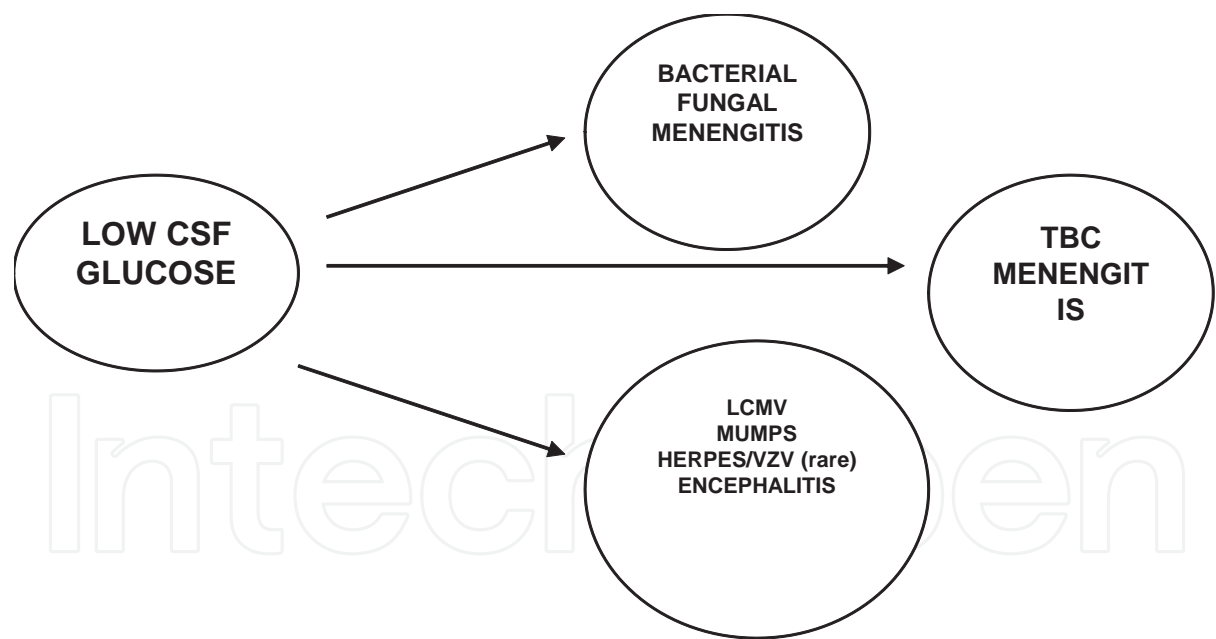 BACTERIAL
FUNGAL
MENENGITIS
LOW CSF
GLUCOSE
TBC
MENENGIT
IS
LCMV
MUMPS
HERPES/VZV (rare)
ENCEPHALITIS
IntechOpen